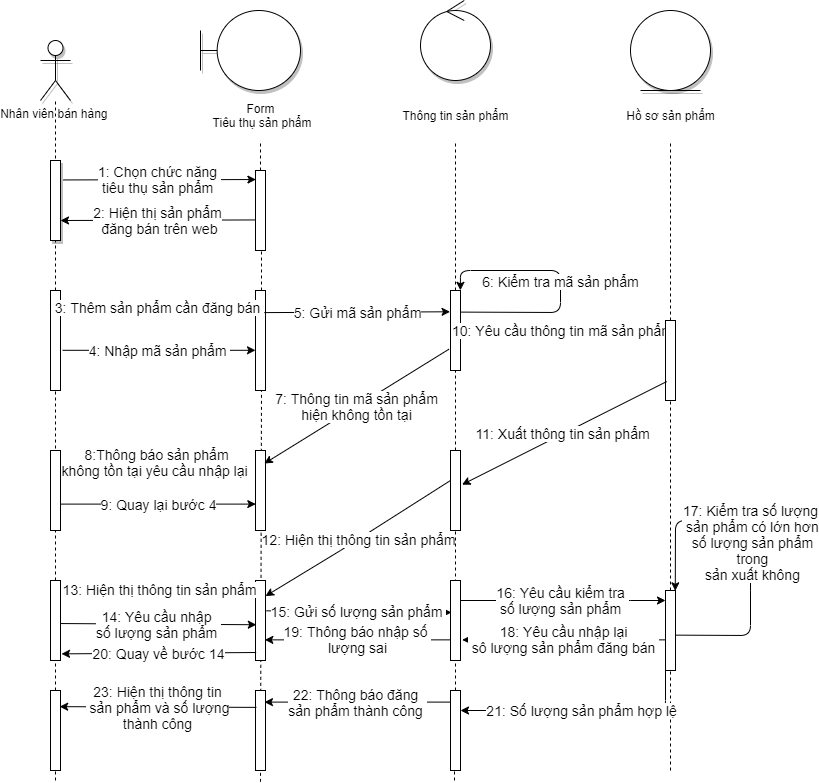 Nhân viên bán hàng
Form
Tiêu thụ sản phẩm
Thông tin sản phẩm
Hồ sơ sản phẩm
1: Chọn chức năng
tiêu thụ sản phẩm
2: Hiện thị sản phẩm
đăng bán trên web
3: Thêm sản phẩm cần đăng bán
4: Nhập mã sản phẩm
5: Gửi mã sản phẩm
6: Kiểm tra mã sản phẩm
10: Yêu cầu thông tin mã sản phẩm
7: Thông tin mã sản phẩm
hiện không tồn tại
11: Xuất thông tin sản phẩm
8:Thông báo sản phẩm
không tồn tại yêu cầu nhập lại
9: Quay lại bước 4
12: Hiện thị thông tin sản phẩm
17: Kiểm tra số lượng
sản phẩm có lớn hơn
số lượng sản phẩm
trong
sản xuất không
13: Hiện thị thông tin sản phẩm
14: Yêu cầu nhập
số lượng sản phẩm
15: Gửi số lượng sản phẩm
16: Yêu cầu kiểm tra
số lượng sản phẩm
19: Thông báo nhập số
lượng sai
18: Yêu cầu nhập lại
số lượng sản phẩm đăng bán
20: Quay về bước 14
23: Hiện thị thông tin
sản phẩm và số lượng
thành công
22: Thông báo đăng
sản phẩm thành công
21: Số lượng sản phẩm hợp lệ